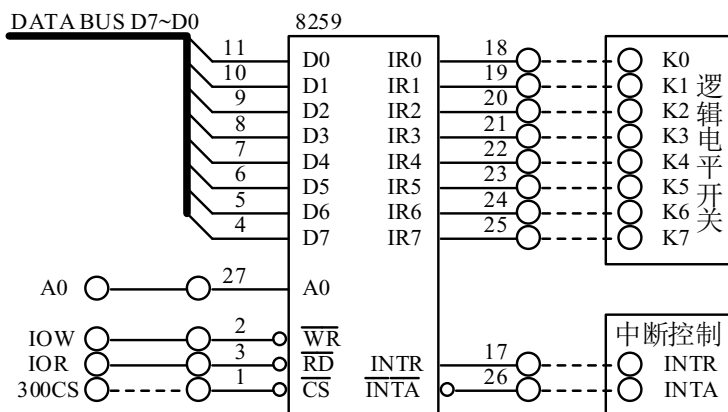 DATA BUS D7~D0 8259
11 D0 IR0 18 K0
10 D1 IR1 19 K1
9 D2 IR2 20 K2
8 D3 IR3 21 K3
7 D4 IR4 22 K4
6 D5 IR5 23 K5
5 D6 IR6 24 K6
4 D7 IR7 25 K7
逻辑电平开关
A0 27 A0
中断控制
IOW 2 WR
IOR 3 RD INTR 17 INTR
300CS 1 CS INTA 26 INTA